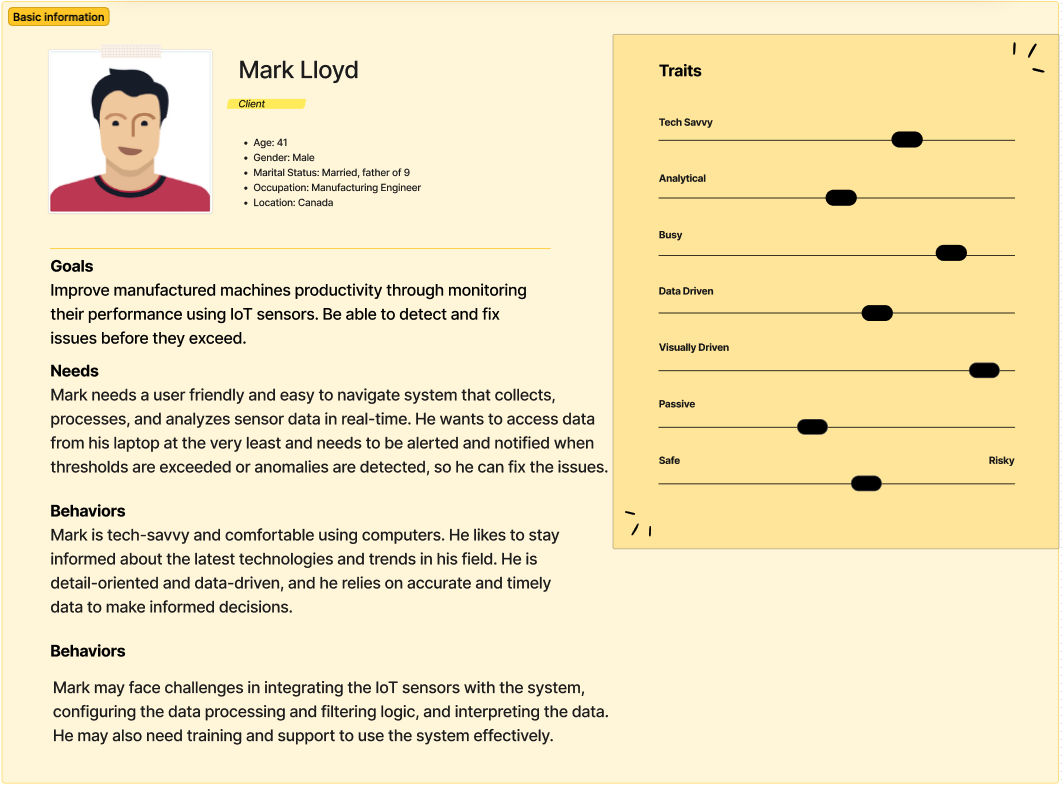 Basic information
Mark Lloyd
Client
• Age: 41
• Gender: Male
• Marital Status: Married, father of 9
• Occupation: Manufacturing Engineer
• Location: Canada
Goals
Improve manufactured machines productivity through monitoring
their performance using IoT sensors. Be able to detect and fix
issues before they exceed.
Needs
Mark needs a user friendly and easy to navigate system that collects,
processes, and analyzes sensor data in real-time. He wants to access data
from his laptop at the very least and needs to be alerted and notified when
thresholds are exceeded or anomalies are detected, so he can fix the issues.
Behaviors
Mark is tech-savvy and comfortable using computers. He likes to stay
informed about the latest technologies and trends in his field. He is
detail-oriented and data-driven, and he relies on accurate and timely
data to make informed decisions.
Behaviors
Mark may face challenges in integrating the IoT sensors with the system,
configuring the data processing and filtering logic, and interpreting the data.
He may also need training and support to use the system effectively.
Traits
Tech Savvy
Analytical
Busy
Data Driven
Visually Driven
Passive
Safe Risky